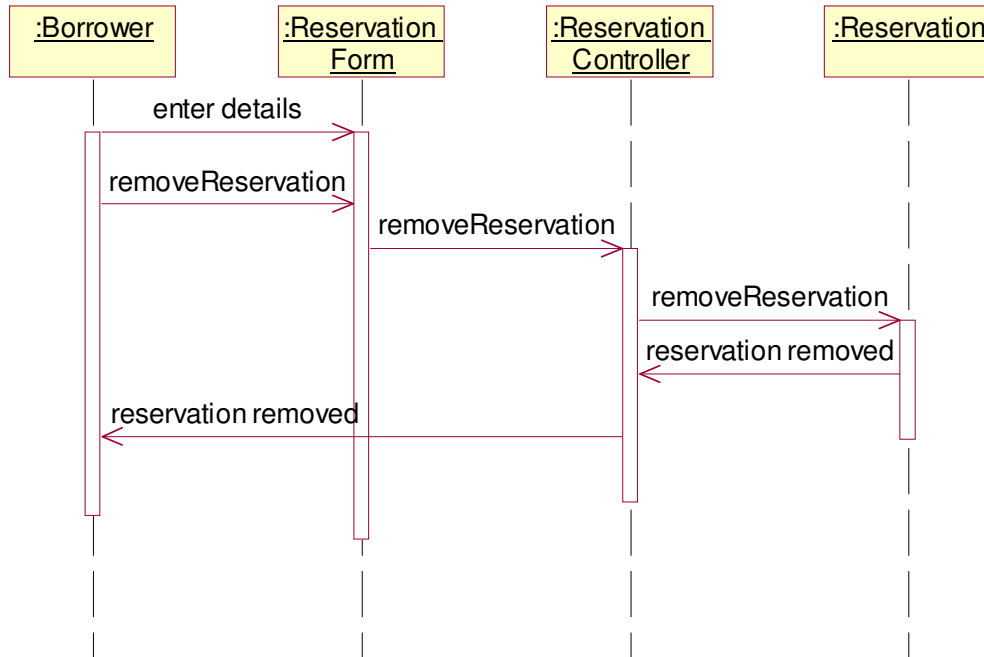 :Borrower
:Reservation
Form
:Reservation
Controller
:Reservation
enter details
removeReservation
removeReservation
removeReservation
reservation removed
reservation removed